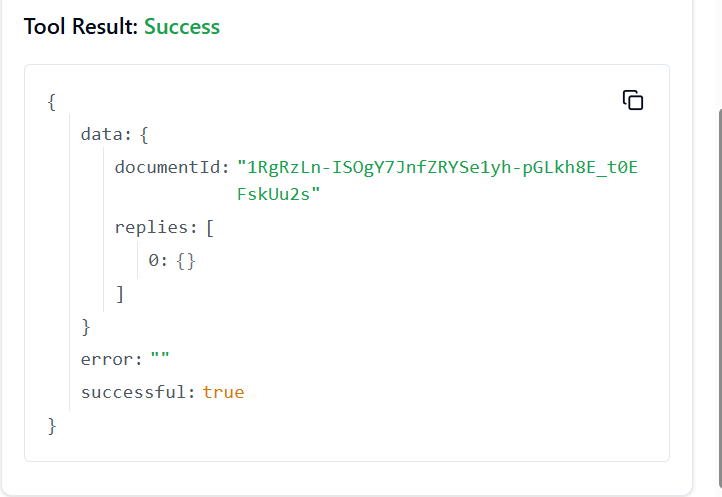 Tool Result: Success
{
data: {
documentId: "1RgRzLn-ISOgY7JnfZRYSe1yh-pGLkh8E_t0E
FskUu2s"
replies: [
0: {}
]
}
error: ""
successful: true
}